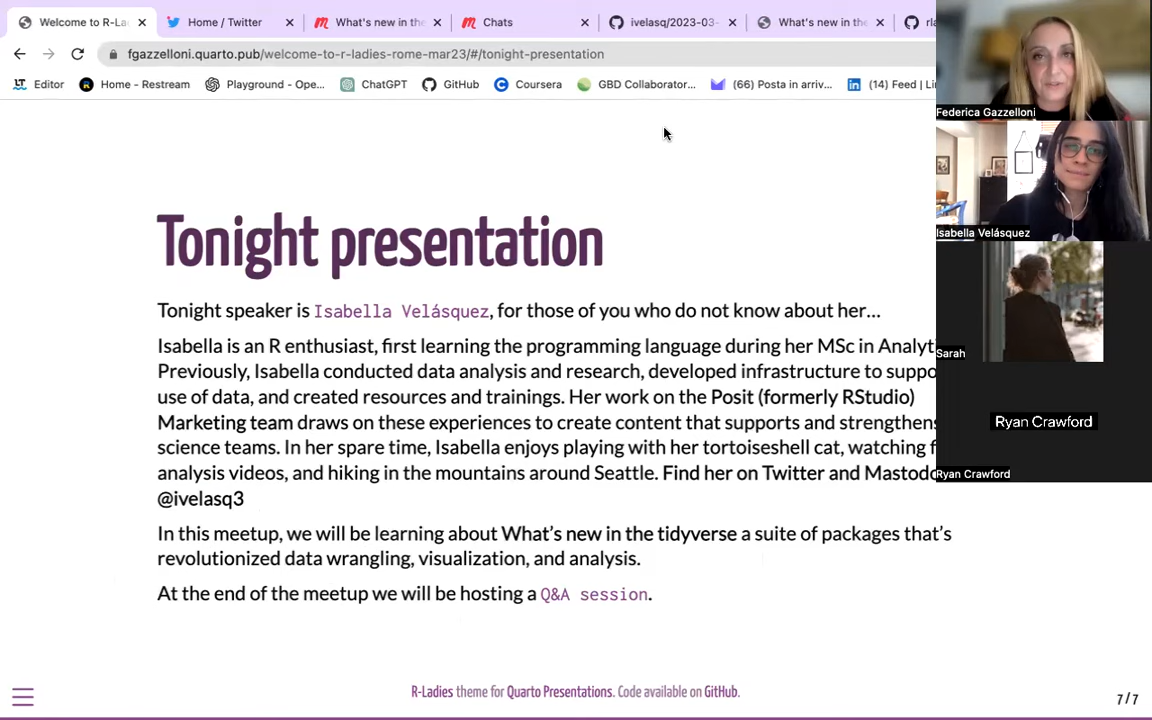 Welcome to R-La
Home / Twitter
What's new in the
Chats
ivelasq/2023-03-
What's new in the
rla
fgazzelloni.quarto.pub/welcome-to-r-ladies-rome-mar23/#/tonight-presentation
Editor
Home - Restream
Playground - Ope...
ChatGPT
GitHub
Coursera
GBD Collaborator...
(66) Posta in arriv...
(14) Feed | Lin
Federica Gazzelloni
Isabella Velásquez
Sarah
Ryan Crawford
Ryan Crawford
Tonight presentation
Tonight speaker is Isabella Velásquez, for those of you who do not know about her...
Isabella is an R enthusiast, first learning the programming language during her MSc in Analyti
Previously, Isabella conducted data analysis and research, developed infrastructure to suppo
use of data, and created resources and trainings. Her work on the Posit (formerly RStudio)
Marketing team draws on these experiences to create content that supports and strengthens
science teams. In her spare time, Isabella enjoys playing with her tortoiseshell cat, watching f
analysis videos, and hiking in the mountains around Seattle. Find her on Twitter and Mastodo
@ivelasq3
In this meetup, we will be learning about What's new in the tidyverse a suite of packages that's
revolutionized data wrangling, visualization, and analysis.
At the end of the meetup we will be hosting a Q&A session.
R-Ladies theme for Quarto Presentations. Code available on GitHub.
7 / 7